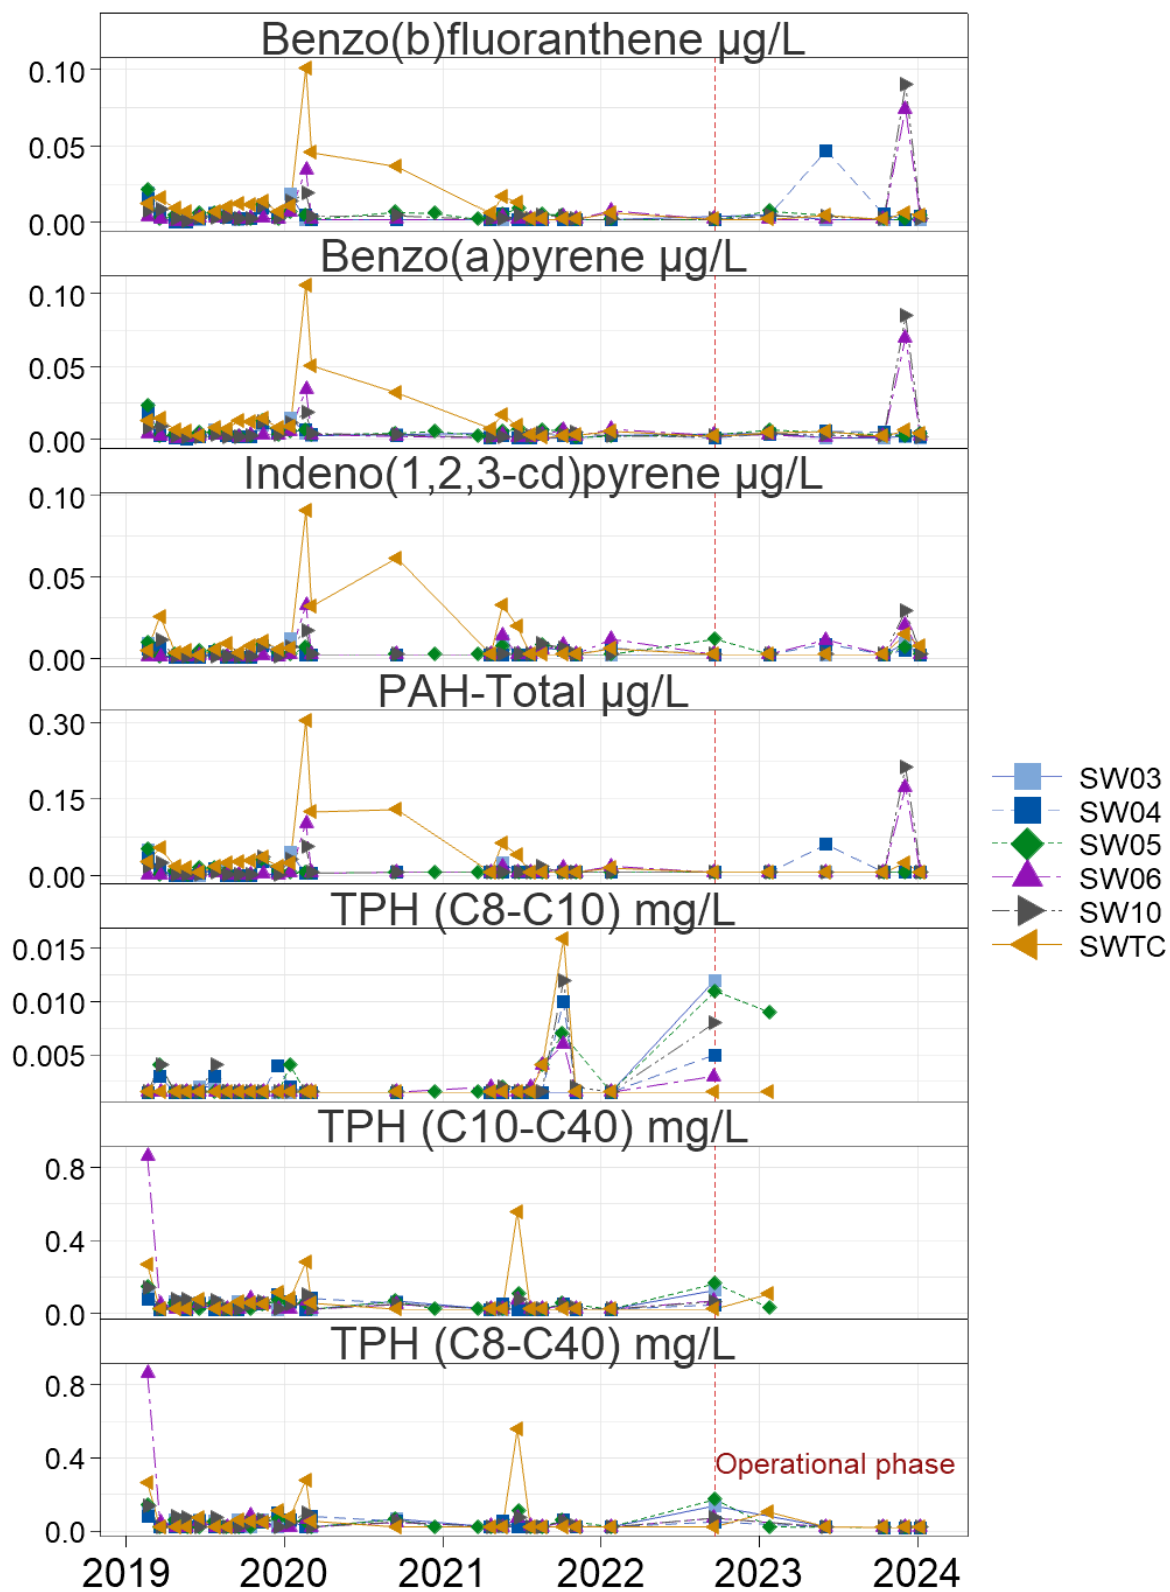 Benzo(b)fluoranthene µg/L
0.10
0.05
0.00
Benzo(a)pyrene µg/L
0.10
0.05
0.00
Indeno(1,2,3-cd)pyrene µg/L
0.10
0.05
0.00
PAH-Total µg/L
0.30
0.15
0.00
TPH (C8-C10) mg/L
0.015
0.010
0.005
TPH (C10-C40) mg/L
0.8
0.4
0.0
TPH (C8-C40) mg/L
0.8
0.4
0.0
Operational phase
2019 2020 2021 2022 2023 2024
SW03
SW04
SW05
SW06
SW10
SWTC